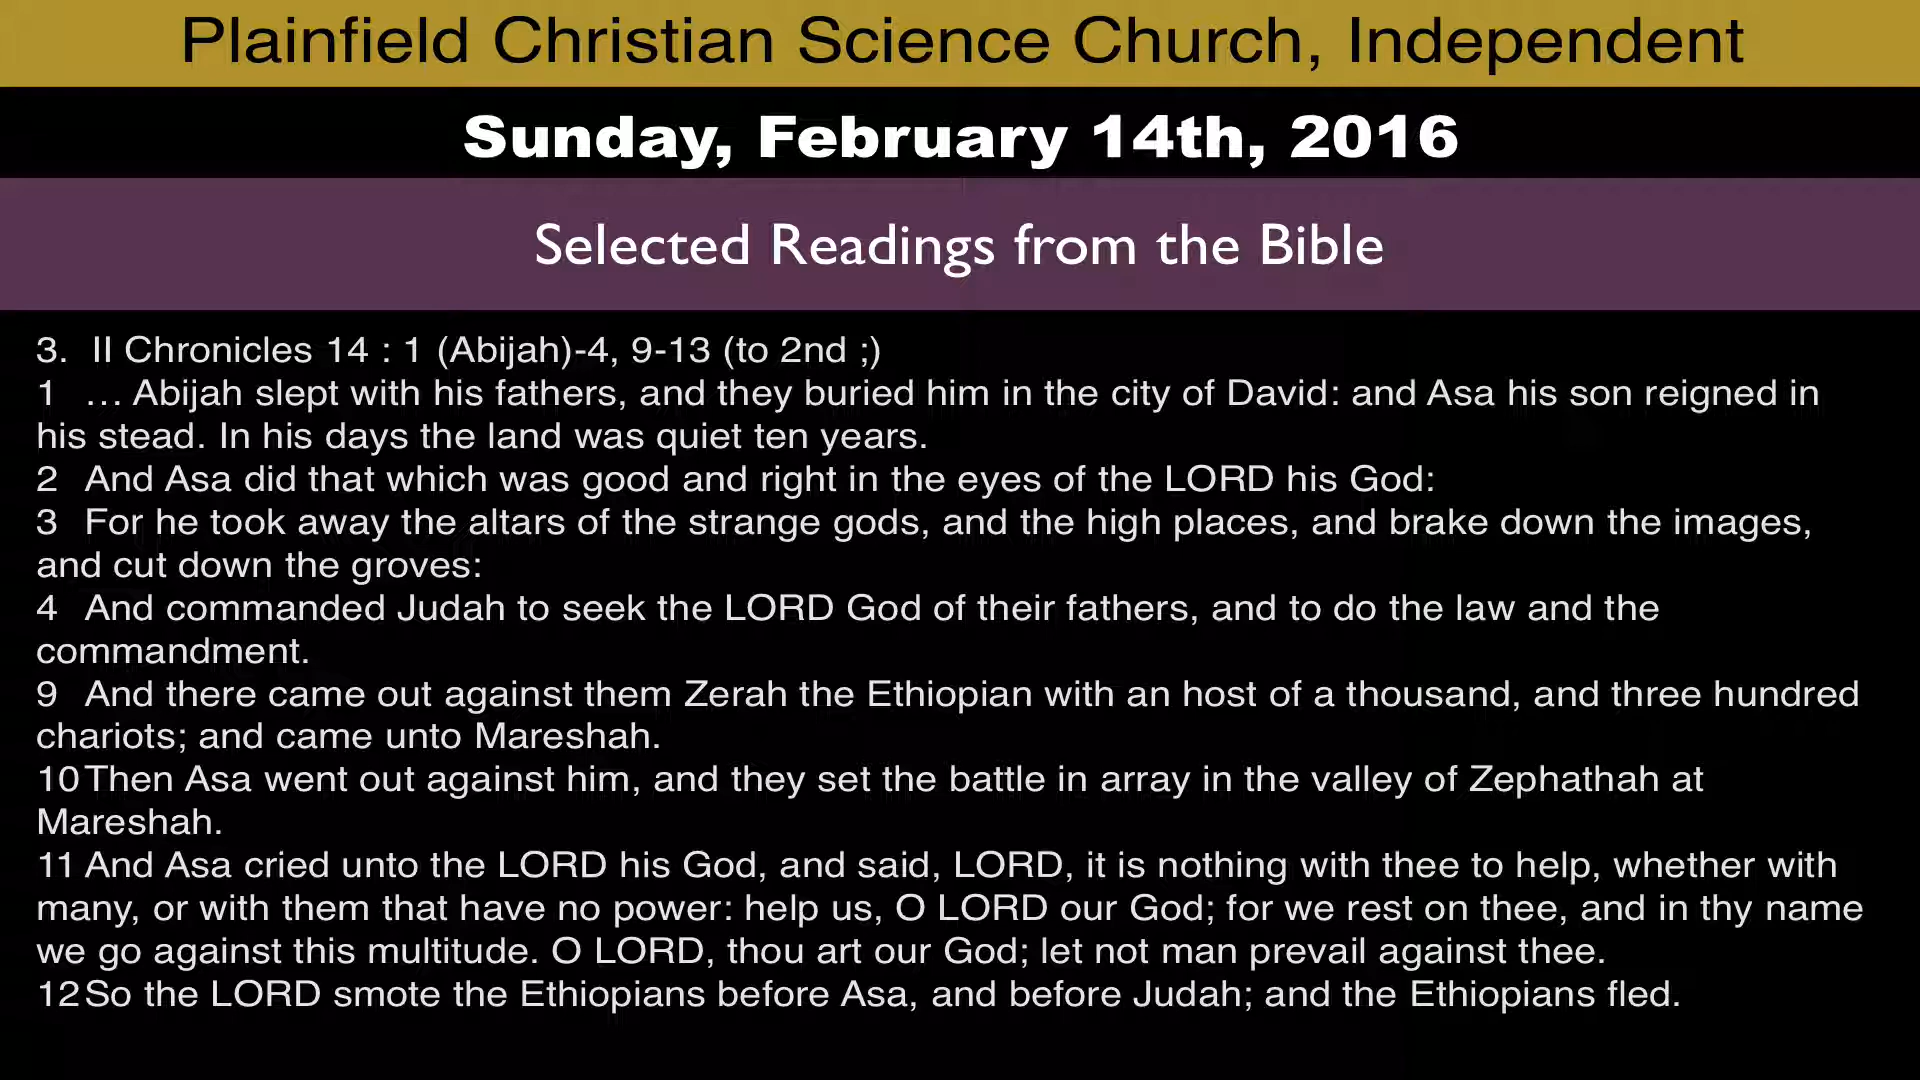 Plainfield Christian Science Church, Independent
Sunday, February 14th, 2016
Selected Readings from the Bible
3.  II Chronicles 14 : 1 (Abijah)-4, 9-13 (to 2nd ;)
1   … Abijah slept with his fathers, and they buried him in the city of David: and Asa his son reigned in
his stead. In his days the land was quiet ten years.
2   And Asa did that which was good and right in the eyes of the LORD his God:
3   For he took away the altars of the strange gods, and the high places, and brake down the images,
and cut down the groves:
4   And commanded Judah to seek the LORD God of their fathers, and to do the law and the
commandment.
9   And there came out against them Zerah the Ethiopian with an host of a thousand, and three hundred
chariots; and came unto Mareshah.
10 Then Asa went out against him, and they set the battle in array in the valley of Zephathah at
Mareshah.
11 And Asa cried unto the LORD his God, and said, LORD, it is nothing with thee to help, whether with
many, or with them that have no power: help us, O LORD our God; for we rest on thee, and in thy name
we go against this multitude. O LORD, thou art our God; let not man prevail against thee.
12 So the LORD smote the Ethiopians before Asa, and before Judah; and the Ethiopians fled.